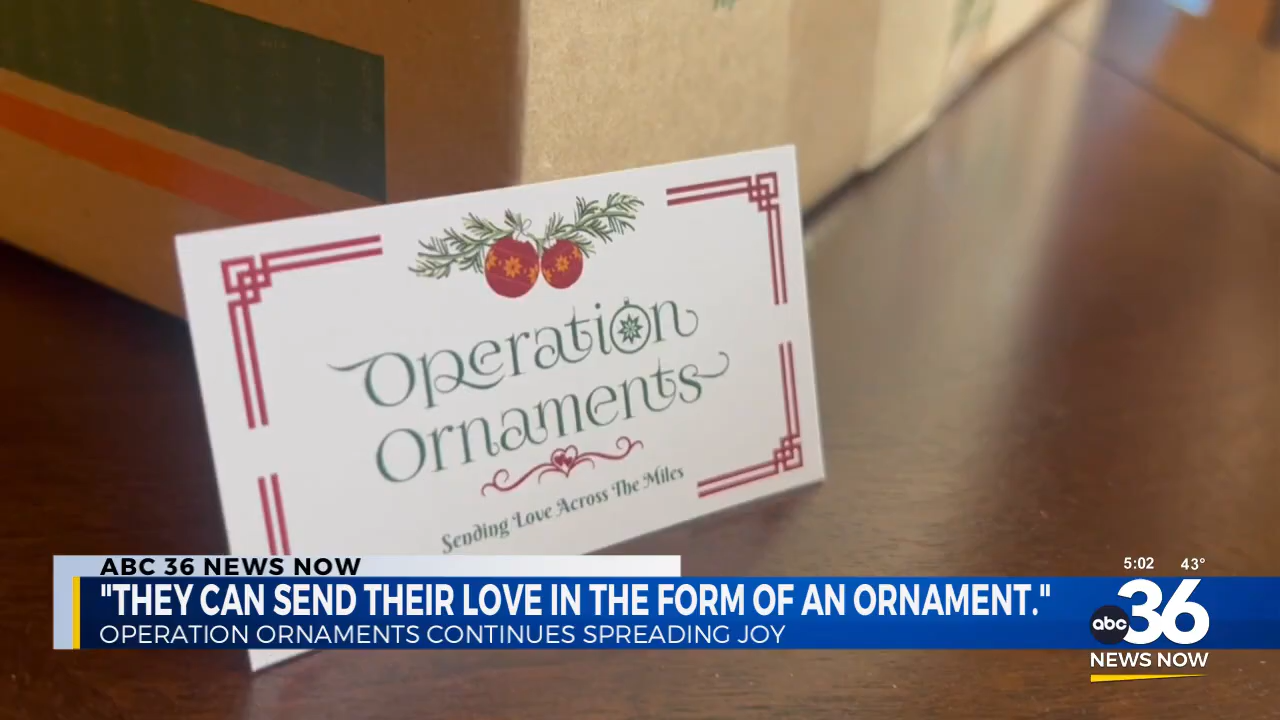 Operation
Ornaments
Sending Love Across The Miles
ABC 36 NEWS NOW
"THEY CAN SEND THEIR LOVE IN THE FORM OF AN ORNAMENT."
OPERATION ORNAMENTS CONTINUES SPREADING JOY
5:02 43°
abc 36
NEWS NOW